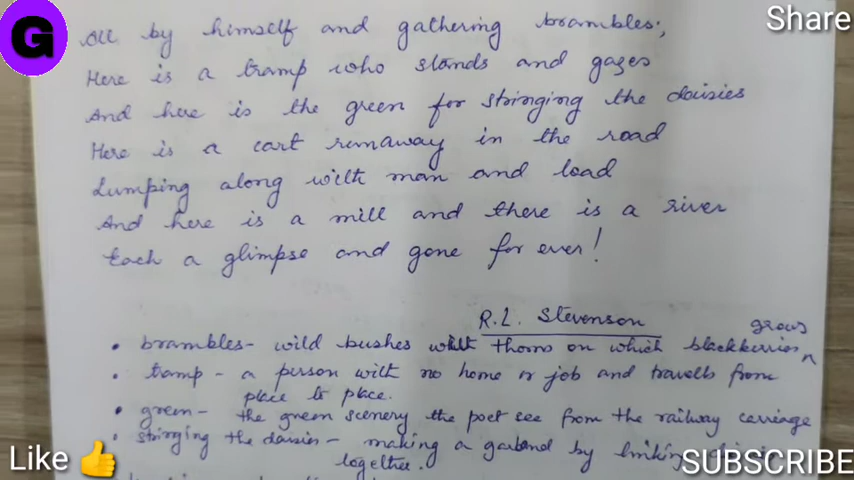 G
Share
All by himself and gathering brambles;
Here is a tramp who stands and gazes
And here is the green for stringing the daisies
Here is a cart runaway in the road
Lumping along with man and load
And here is a mill and there is a river
Each a glimpse and gone for ever!
R.L. Stevenson
grows
• brambles- wild bushes with thorns on which blackberries ^
• tramp - a person with no home or job and travells from
place to place.
• green- the green scenery the poet see from the railway carriage
• stringing the daisies - making a garland by linking
together.
Like 👍
SUBSCRIBE